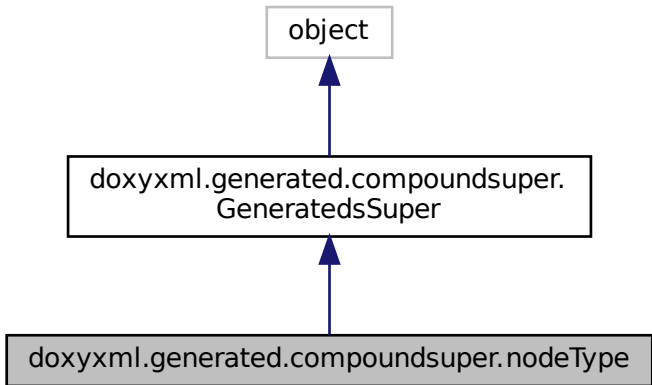 object
doxyxml.generated.compoundsuper.
GeneratedsSuper
doxyxml.generated.compoundsuper.nodeType